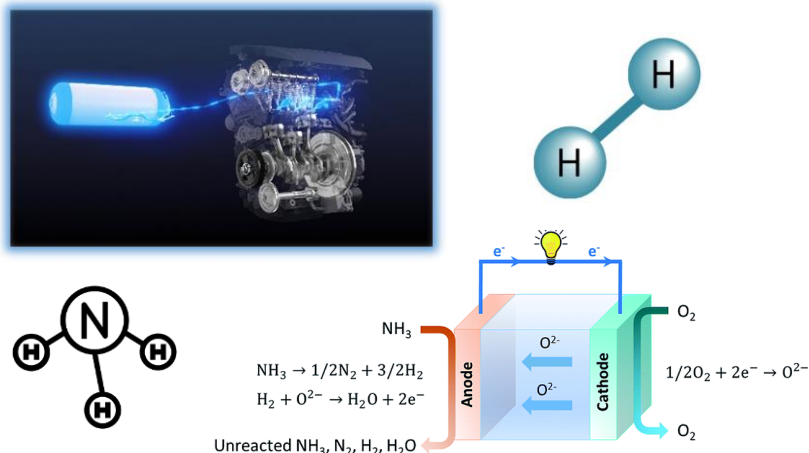 H
H
N
H
H
H
e⁻
e⁻
NH₃
O₂
NH₃ → 1/2N₂ + 3/2H₂
H₂ + O²⁻ → H₂O + 2e⁻
Anode
O²⁻
O²⁻
Cathode
1/2O₂ + 2e⁻ → O²⁻
Unreacted NH₃, N₂, H₂, H₂O
O₂